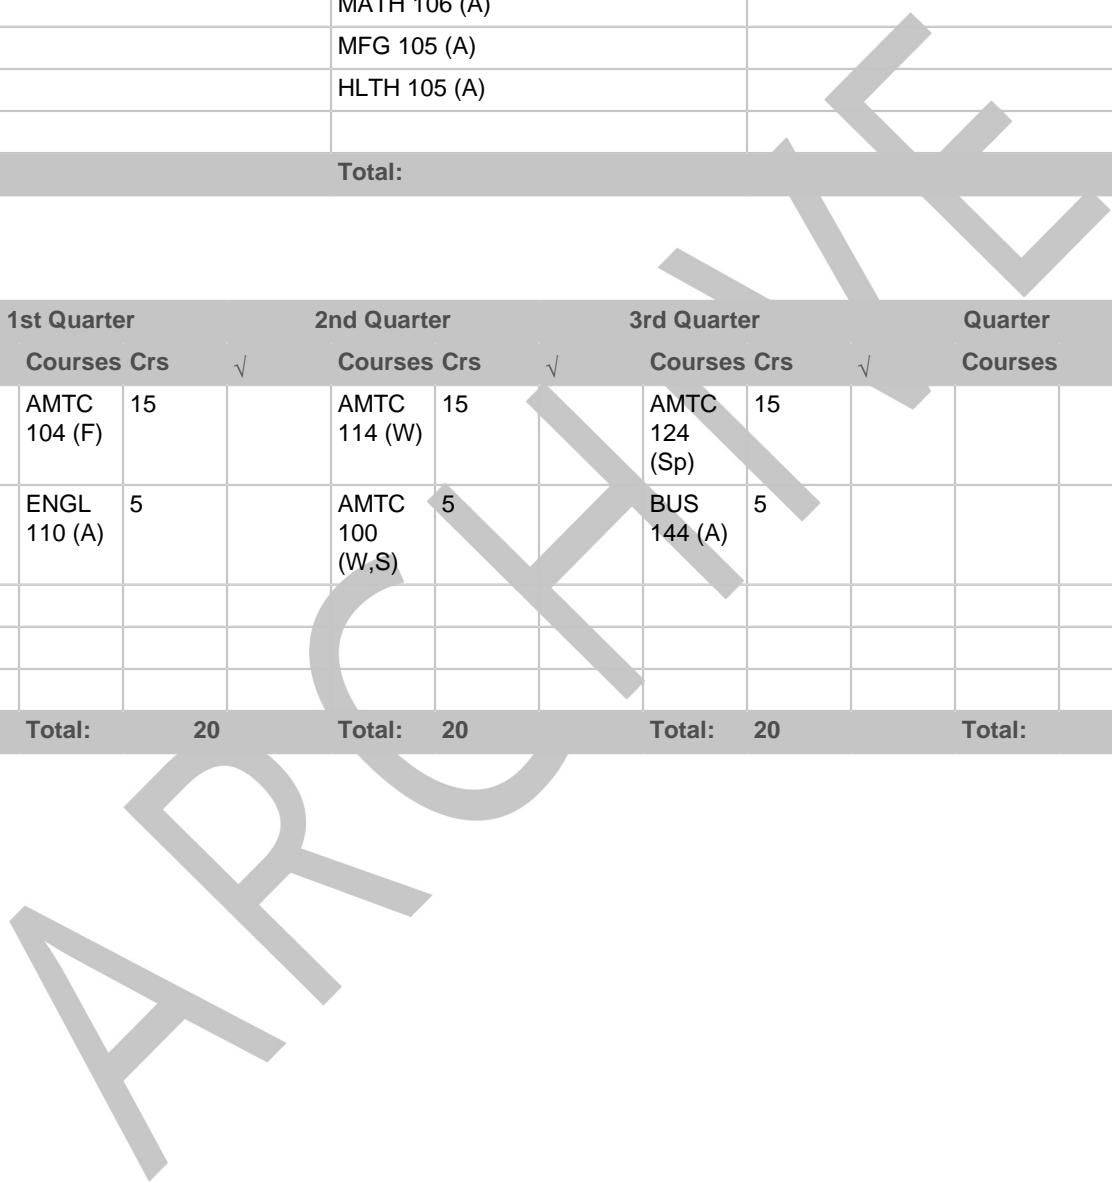 MATH 106 (A)
MFG 105 (A)
HLTH 105 (A)
Total:
1st Quarter 2nd Quarter 3rd Quarter Quarter
Courses Crs √ Courses Crs √ Courses Crs √ Courses
AMTC 15 AMTC 15 AMTC 15
104 (F) 114 (W) 124
(Sp)
ENGL 5 AMTC 5 BUS 5
110 (A) 100 144 (A)
(W,S)
Total: 20 Total: 20 Total: 20 Total:
ARCHIVE